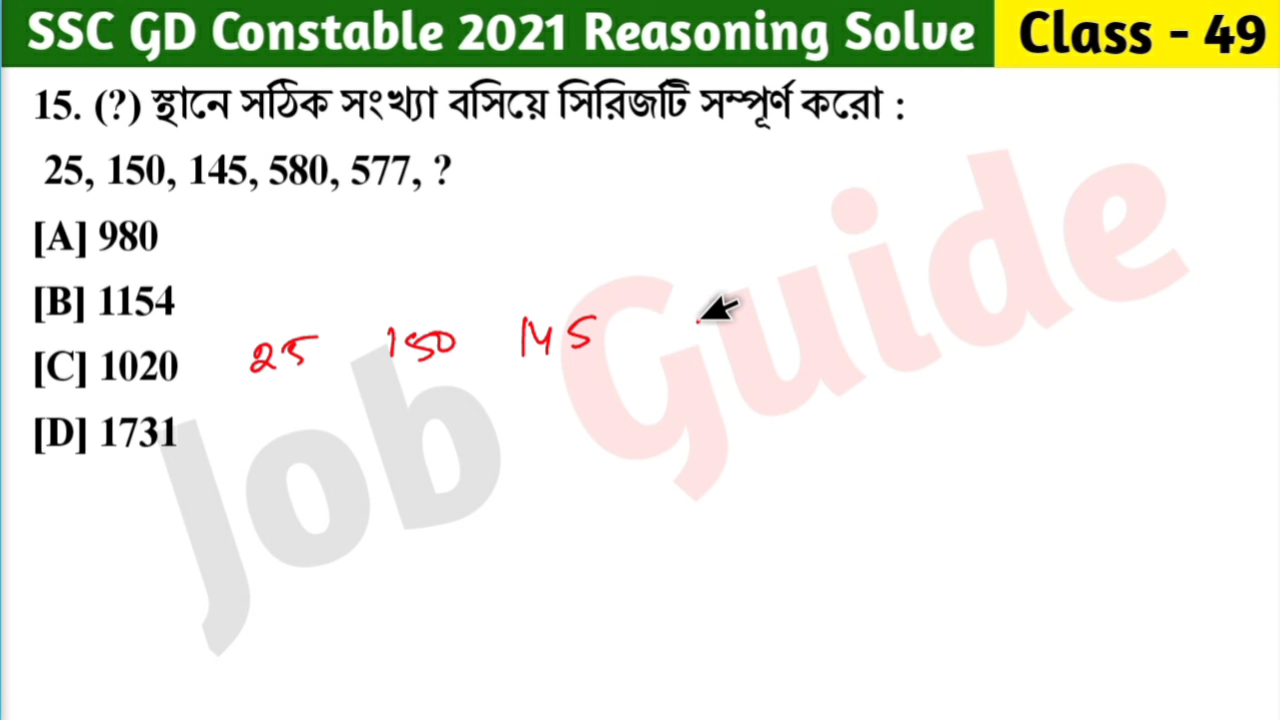 SSC GD Constable 2021 Reasoning Solve
Class - 49
15. (?) স্থানে সঠিক সংখ্যা বসিয়ে সিরিজটি সম্পূর্ণ করো :
25, 150, 145, 580, 577, ?
[A] 980
[B] 1154
[C] 1020
[D] 1731
25 150 145
Job Guide